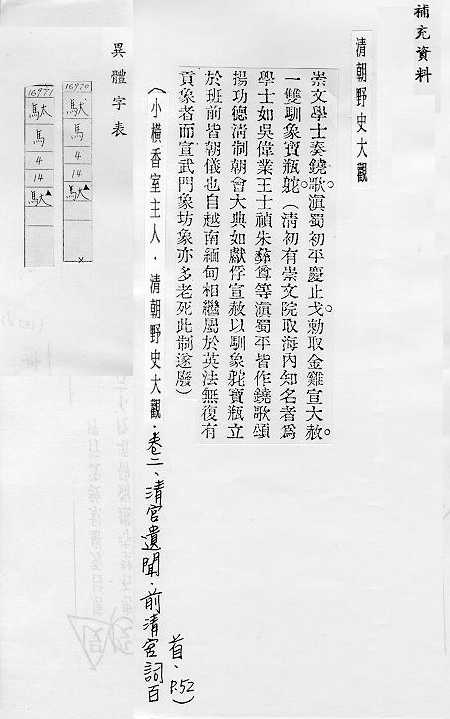 補充資料
清朝野史大觀
崇文學士奏鐃歌。滇蜀初平慶止戈。勅取金雞宣大赦。
一雙馴象寶瓶𩧐。(清初有崇文院取海內知名者爲
學士如吳偉業王士禎朱彝尊等滇蜀平皆作鐃歌頌
揚功德清制朝會大典如獻俘宣赦以馴象𩧐寶瓶立
於班前皆朝儀也自越南緬甸相繼屬於英法無復有
貢象者而宣武門象坊象亦多老死此制遂廢)
(小橫香室主人．清朝野史大觀．卷二、清宮遺聞．前清宮詞百
首．P.52)
異體字表
16970
馬
4
14
×
16971
馬
4
14